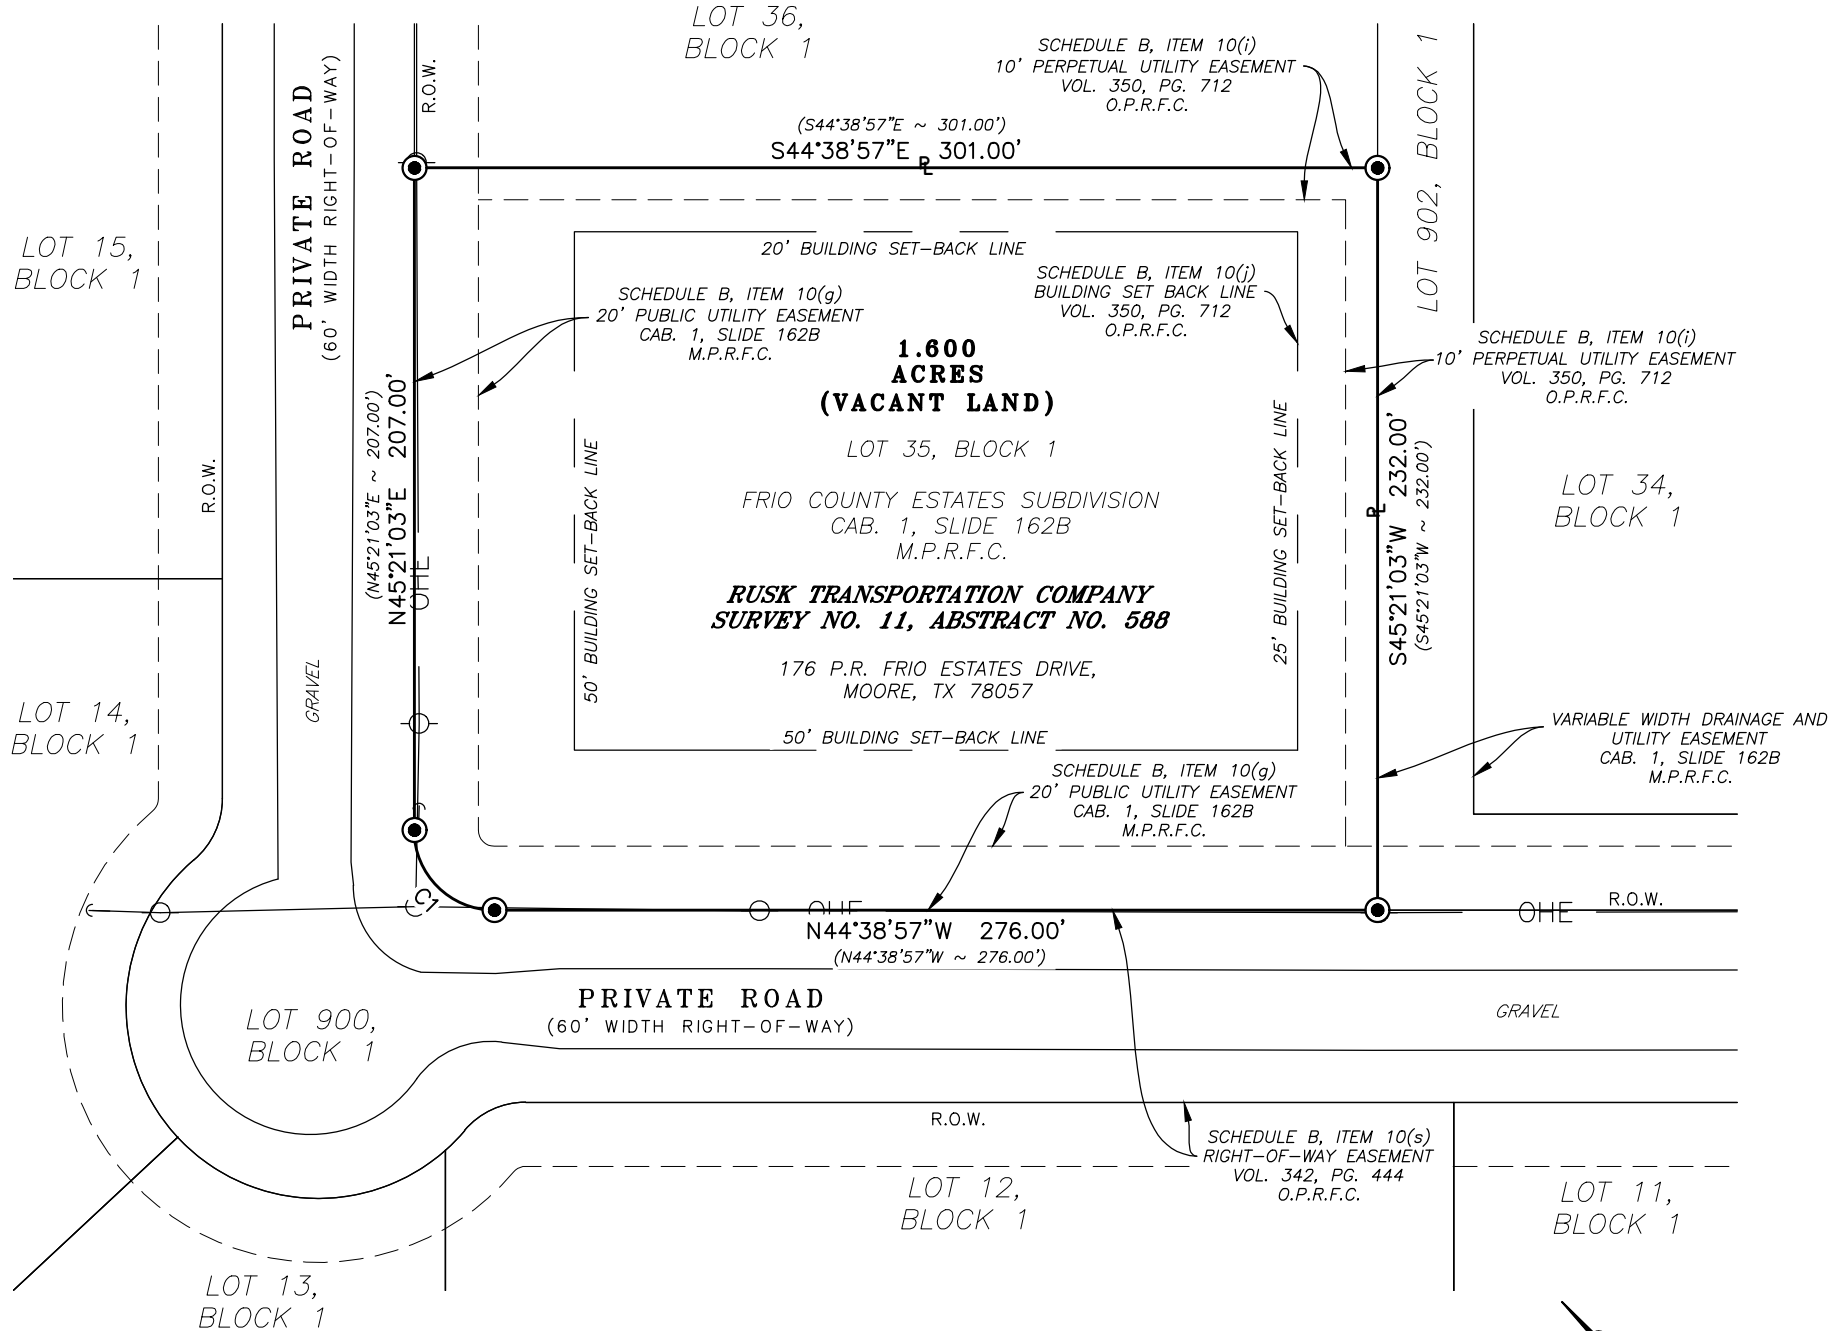 LOT 36,
BLOCK 1
SCHEDULE B, ITEM 10(i)
10' PERPETUAL UTILITY EASEMENT
VOL. 350, PG. 712
O.P.R.F.C.
LOT 902, BLOCK 1
R.O.W.
PRIVATE ROAD
(60' WIDTH RIGHT-OF-WAY)
(S44°38'57"E ~ 301.00')
S44°38'57"E 301.00'
PL
LOT 15,
BLOCK 1
20' BUILDING SET-BACK LINE
SCHEDULE B, ITEM 10(g)
20' PUBLIC UTILITY EASEMENT
CAB. 1, SLIDE 162B
M.P.R.F.C.
SCHEDULE B, ITEM 10(j)
BUILDING SET BACK LINE
VOL. 350, PG. 712
O.P.R.F.C.
SCHEDULE B, ITEM 10(i)
10' PERPETUAL UTILITY EASEMENT
VOL. 350, PG. 712
O.P.R.F.C.
1.600
ACRES
(VACANT LAND)
LOT 35, BLOCK 1
FRIO COUNTY ESTATES SUBDIVISION
CAB. 1, SLIDE 162B
M.P.R.F.C.
RUSK TRANSPORTATION COMPANY
SURVEY NO. 11, ABSTRACT NO. 588
176 P.R. FRIO ESTATES DRIVE,
MOORE, TX 78057
R.O.W.
(N45°21'03"E ~ 207.00')
N45°21'03"E 207.00'
OHE
50' BUILDING SET-BACK LINE
25' BUILDING SET-BACK LINE
PL
S45°21'03"W 232.00'
(S45°21'03"W ~ 232.00')
LOT 34,
BLOCK 1
GRAVEL
LOT 14,
BLOCK 1
50' BUILDING SET-BACK LINE
SCHEDULE B, ITEM 10(g)
20' PUBLIC UTILITY EASEMENT
CAB. 1, SLIDE 162B
M.P.R.F.C.
VARIABLE WIDTH DRAINAGE AND
UTILITY EASEMENT
CAB. 1, SLIDE 162B
M.P.R.F.C.
C1
OHE
OHE
R.O.W.
N44°38'57"W 276.00'
(N44°38'57"W ~ 276.00')
PRIVATE ROAD
(60' WIDTH RIGHT-OF-WAY)
GRAVEL
LOT 900,
BLOCK 1
R.O.W.
SCHEDULE B, ITEM 10(s)
RIGHT-OF-WAY EASEMENT
VOL. 342, PG. 444
O.P.R.F.C.
LOT 12,
BLOCK 1
LOT 11,
BLOCK 1
LOT 13,
BLOCK 1